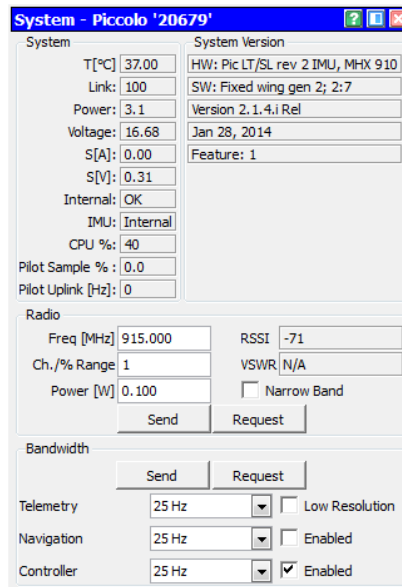 System - Piccolo '20679'
System
T[ºC] 37.00
Link: 100
Power: 3.1
Voltage: 16.68
S[A]: 0.00
S[V]: 0.31
Internal: OK
IMU: Internal
CPU %: 40
Pilot Sample % : 0.0
Pilot Uplink [Hz]: 0
System Version
HW: Pic LT/SL rev 2 IMU, MHX 910
SW: Fixed wing gen 2; 2:7
Version 2.1.4.i Rel
Jan 28, 2014
Feature: 1
Radio
Freq [MHz] 915.000 RSSI -71
Ch./% Range 1 VSWR N/A
Power [W] 0.100 Narrow Band
Send Request
Bandwidth
Send Request
Telemetry 25 Hz Low Resolution
Navigation 25 Hz Enabled
Controller 25 Hz Enabled